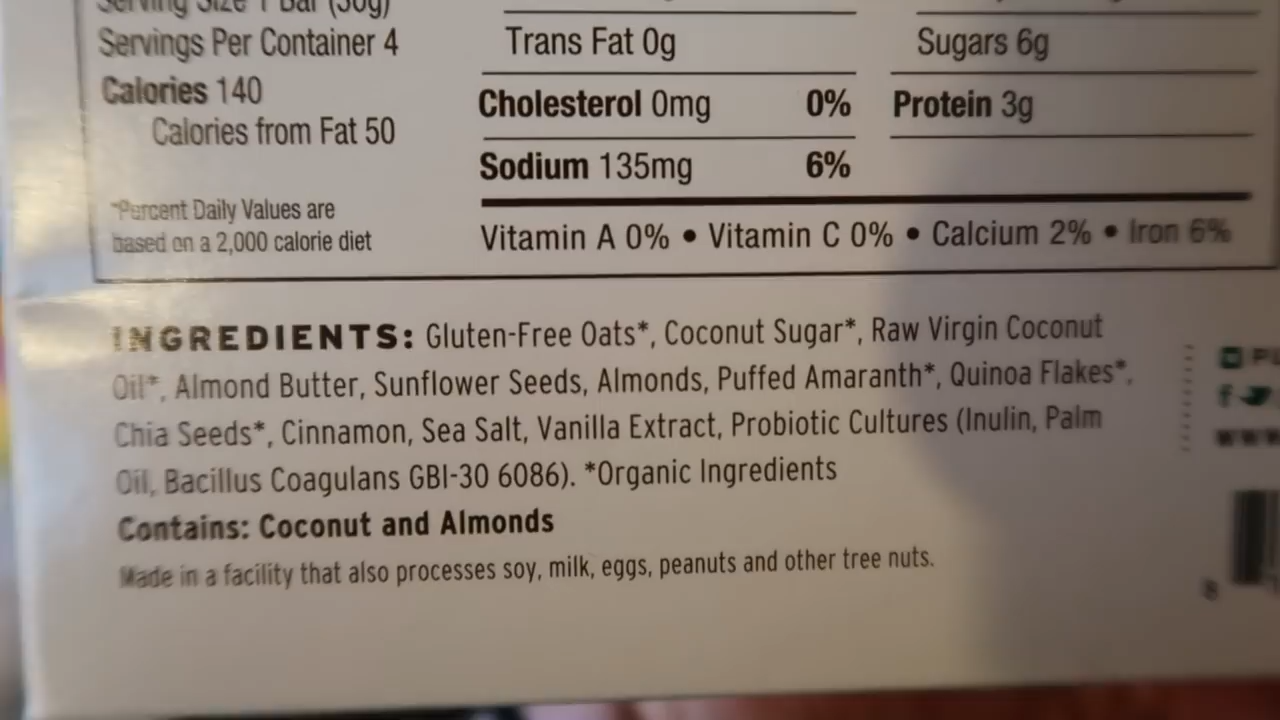 Serving Size 1 Bar (30g)
Servings Per Container 4
Calories 140
Calories from Fat 50
*Percent Daily Values are
based on a 2,000 calorie diet
Trans Fat 0g
Cholesterol 0mg 0%
Sodium 135mg 6%
Sugars 6g
Protein 3g
Vitamin A 0% • Vitamin C 0% • Calcium 2% • Iron 6%
INGREDIENTS: Gluten-Free Oats*, Coconut Sugar*, Raw Virgin Coconut
Oil*, Almond Butter, Sunflower Seeds, Almonds, Puffed Amaranth*, Quinoa Flakes*,
Chia Seeds*, Cinnamon, Sea Salt, Vanilla Extract, Probiotic Cultures (Inulin, Palm
Oil, Bacillus Coagulans GBI-30 6086). *Organic Ingredients
Contains: Coconut and Almonds
Made in a facility that also processes soy, milk, eggs, peanuts and other tree nuts.
8